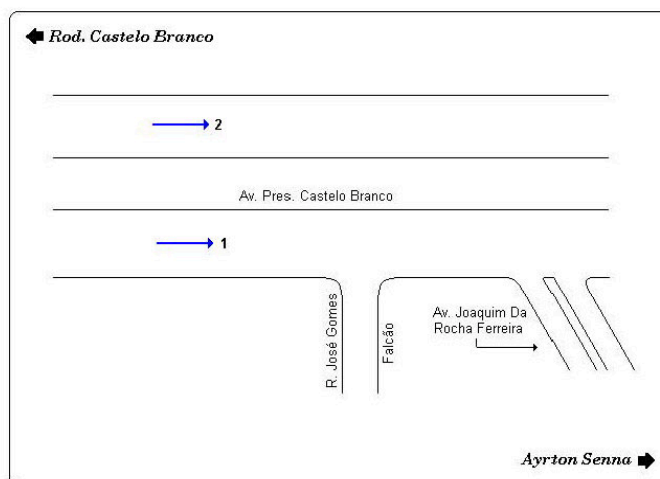 Rod. Castelo Branco
2
Av. Pres. Castelo Branco
1
R. José Gomes
Falcão
Av. Joaquim Da
Rocha Ferreira
Ayrton Senna